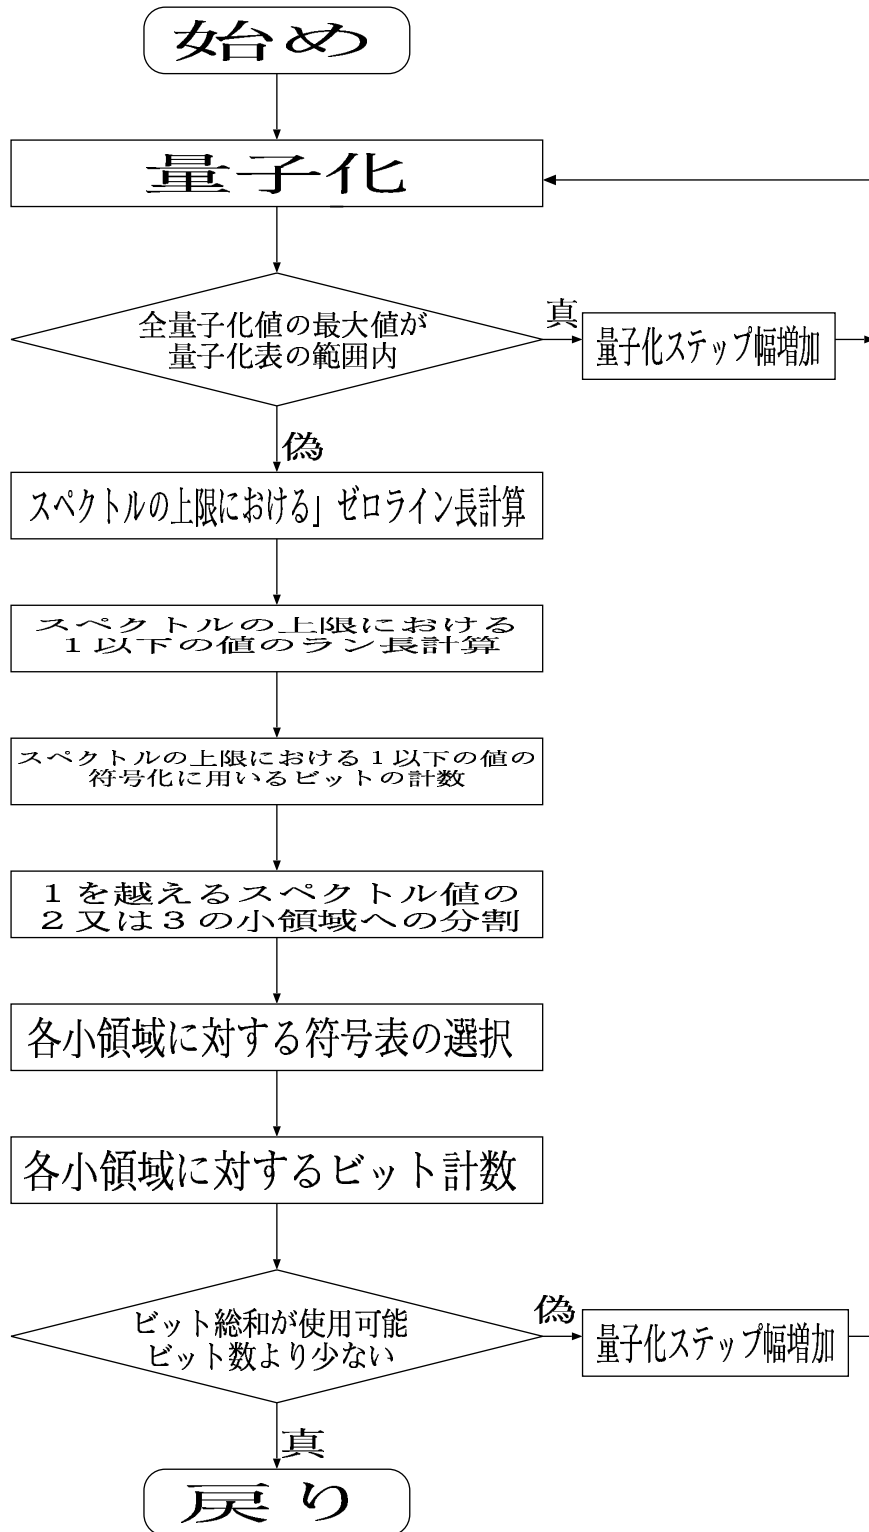 始め
量子化
全量子化値の最大値が
量子化表の範囲内
真
量子化ステップ幅増加
偽
スペクトルの上限における」ゼロライン長計算
スペクトルの上限における
1以下の値のラン長計算
スペクトルの上限における1以下の値の
符号化に用いるビットの計数
1を越えるスペクトル値の
2又は3の小領域への分割
各小領域に対する符号表の選択
各小領域に対するビット計数
ビット総和が使用可能
ビット数より少ない
偽
量子化ステップ幅増加
真
戻り